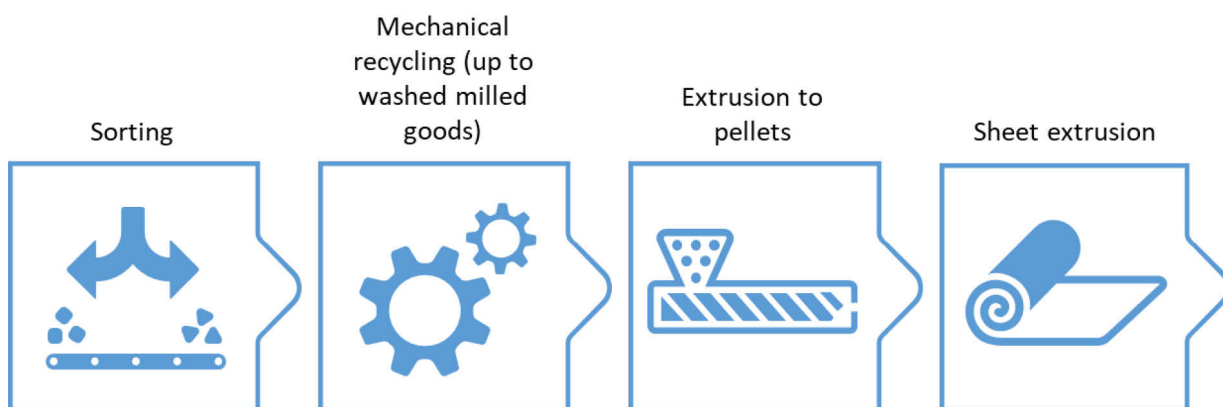 Sorting
Mechanical
recycling (up to
washed milled
goods)
Extrusion to
pellets
Sheet extrusion